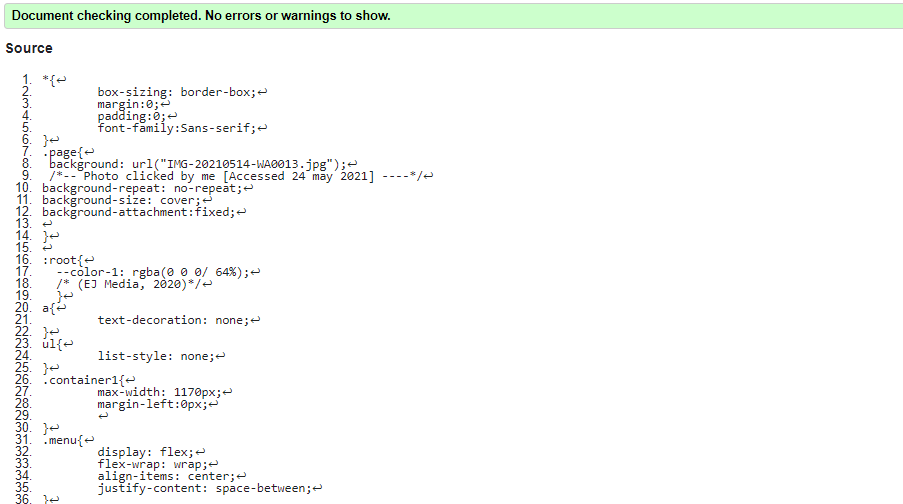 Document checking completed. No errors or warnings to show.
Source
1. *{↩
2. box-sizing: border-box;↩
3. margin:0;↩
4. padding:0;↩
5. font-family:Sans-serif;↩
6. }↩
7. .page{↩
8. background: url("IMG-20210514-WA0013.jpg");↩
9. /*-- Photo clicked by me [Accessed 24 may 2021] ----*/↩
10. background-repeat: no-repeat;↩
11. background-size: cover;↩
12. background-attachment:fixed;↩
13. ↩
14. }↩
15. ↩
16. :root{↩
17. --color-1: rgba(0 0 0/ 64%);↩
18. /* (EJ Media, 2020)*/↩
19. }↩
20. a{↩
21. text-decoration: none;↩
22. }↩
23. ul{↩
24. list-style: none;↩
25. }↩
26. .container1{↩
27. max-width: 1170px;↩
28. margin-left:0px;↩
29. ↩
30. }↩
31. .menu{↩
32. display: flex;↩
33. flex-wrap: wrap;↩
34. align-items: center;↩
35. justify-content: space-between;↩
36. }↩